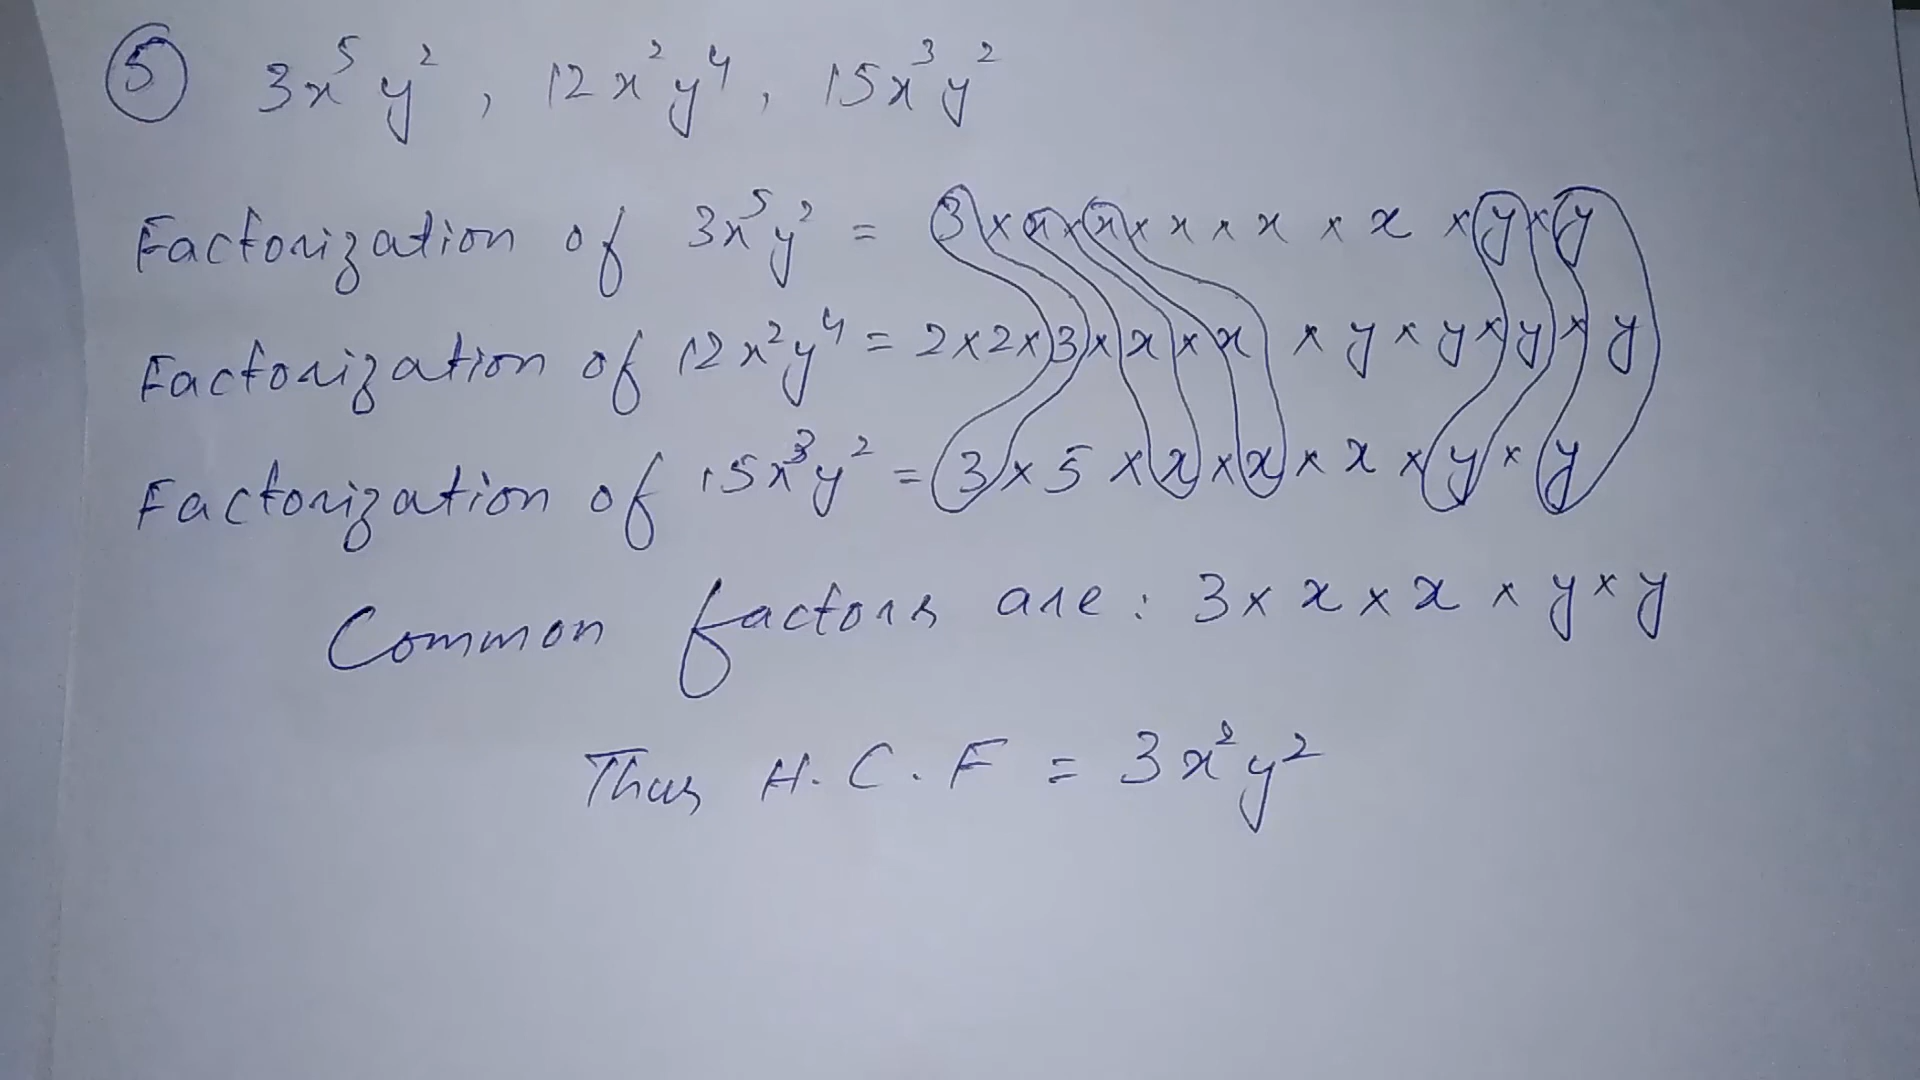 ⑤ 3x⁵y², 12x²y⁴, 15x³y²
Factorization of 3x⁵y² = 3×x×x×x×x×x×y×y
Factorization of 12x²y⁴ = 2×2×3×x×x×y×y×y×y
Factorization of 15x³y² = 3×5×x×x×x×y×y
Common factors are: 3×x×x×y×y
Thus H.C.F = 3x²y²